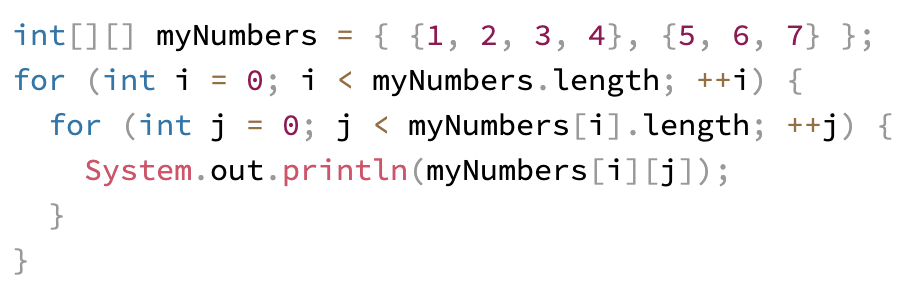 int[][] myNumbers = { {1, 2, 3, 4}, {5, 6, 7} };
for (int i = 0; i < myNumbers.length; ++i) {
  for (int j = 0; j < myNumbers[i].length; ++j) {
    System.out.println(myNumbers[i][j]);
  }
}